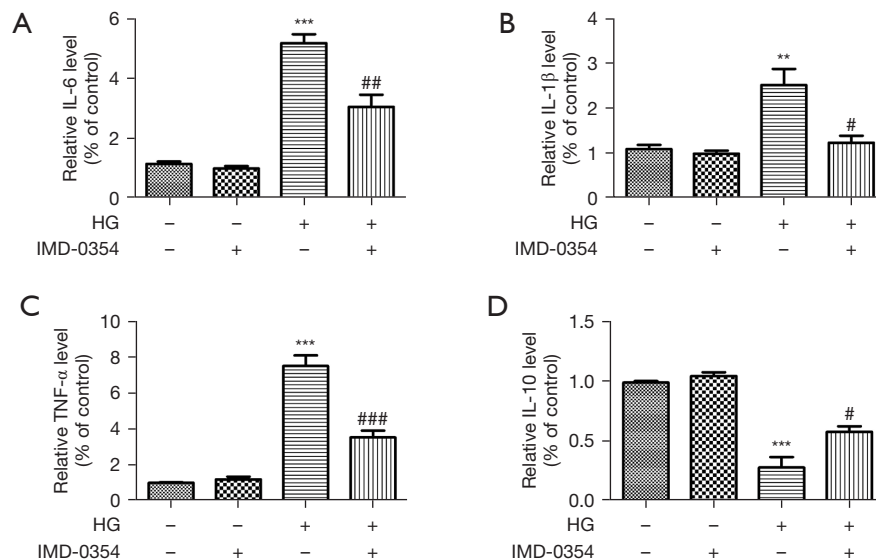 A
Relative IL-6 level
(% of control)
6
4
2
0
***
##
HG – – + +
IMD-0354 – + – +
B
Relative IL-1β level
(% of control)
4
3
2
1
0
**
#
HG – – + +
IMD-0354 – + – +
C
Relative TNF-α level
(% of control)
10
8
6
4
2
0
***
###
HG – – + +
IMD-0354 – + – +
D
Relative IL-10 level
(% of control)
1.5
1.0
0.5
0.0
***
#
HG – – + +
IMD-0354 – + – +